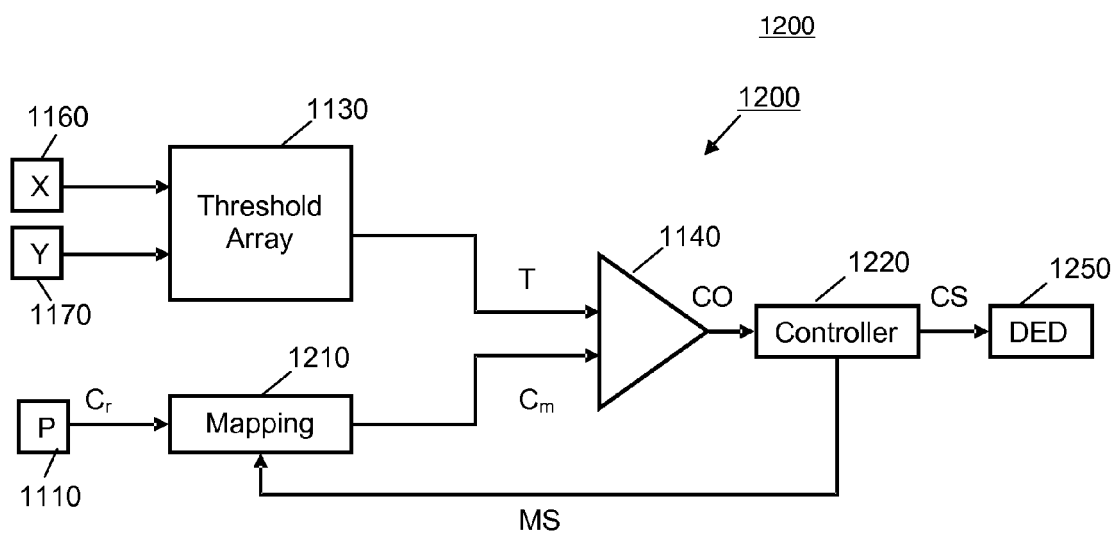 1200
1200
1160
1130
X
Threshold
Array
Y
1170
T
1140
CO
1220
Controller
CS
1250
DED
1210
Cr
Mapping
Cm
P
1110
MS